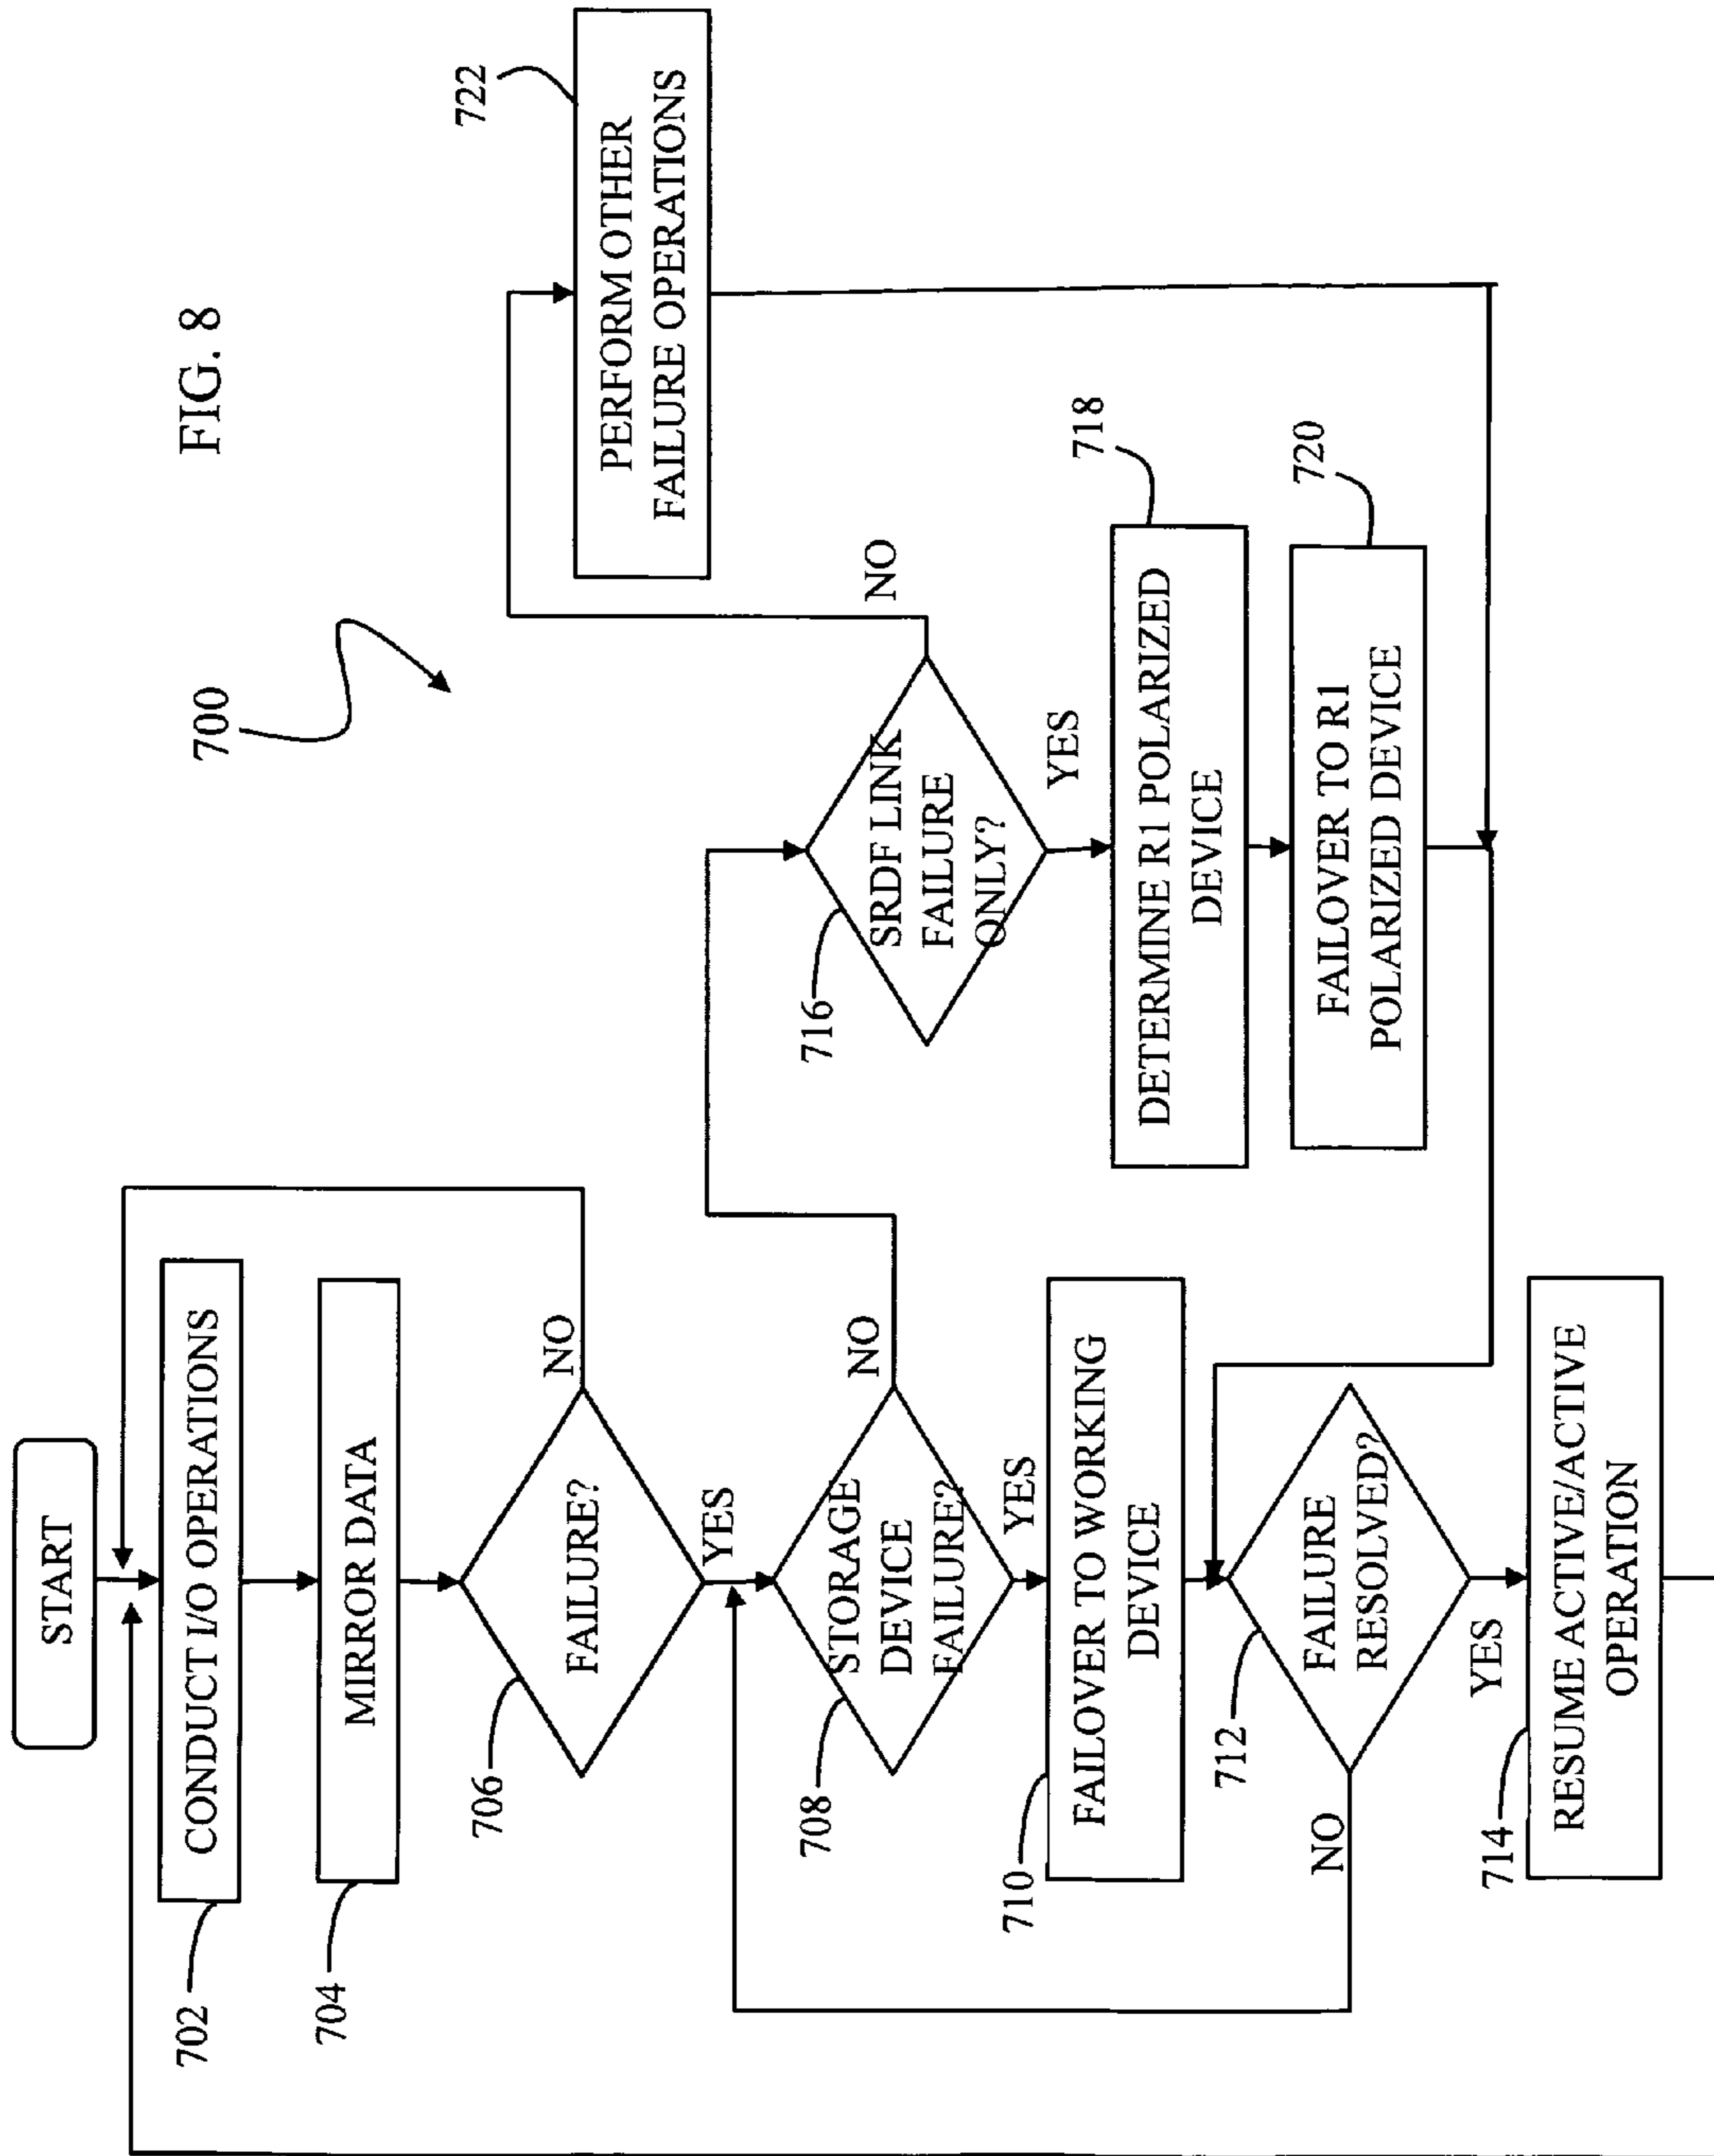 FIG. 8
700
START
CONDUCT I/O OPERATIONS
702
MIRROR DATA
704
FAILURE?
706
NO
YES
STORAGE
DEVICE
FAILURE?
708
NO
YES
FAILOVER TO WORKING
DEVICE
710
FAILURE
RESOLVED?
712
NO
YES
RESUME ACTIVE/ACTIVE
OPERATION
714
SRDF LINK
FAILURE
ONLY?
716
NO
YES
DETERMINE R1 POLARIZED
DEVICE
718
FAILOVER TO R1
POLARIZED DEVICE
720
PERFORM OTHER
FAILURE OPERATIONS
722